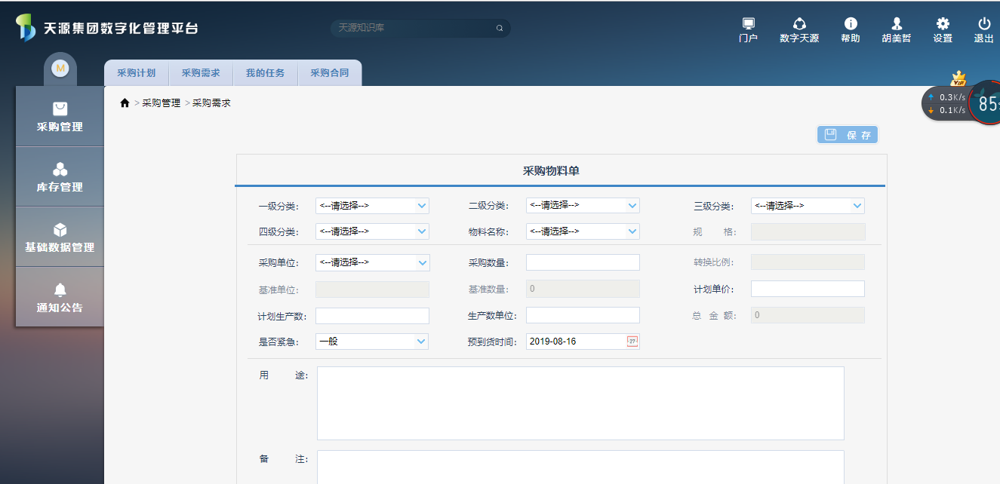 天源集团数字化管理平台
天源知识库
门户 数字天源 帮助 胡美哲 设置 退出
M
采购计划 采购需求 我的任务 采购合同
VIP
0.3K/s
0.1K/s
85%
> 采购管理 > 采购需求
采购管理
库存管理
基础数据管理
通知公告
保 存
采购物料单
一级分类: <--请选择--> 二级分类: <--请选择--> 三级分类: <--请选择-->
四级分类: <--请选择--> 物料名称: <--请选择--> 规 格:
采购单位: <--请选择--> 采购数量: 转换比例:
基准单位: 基准数量: 0 计划单价:
计划生产数: 生产数单位: 总 金 额: 0
是否紧急: 一般 预到货时间: 2019-08-16 27
用 途:
备 注: